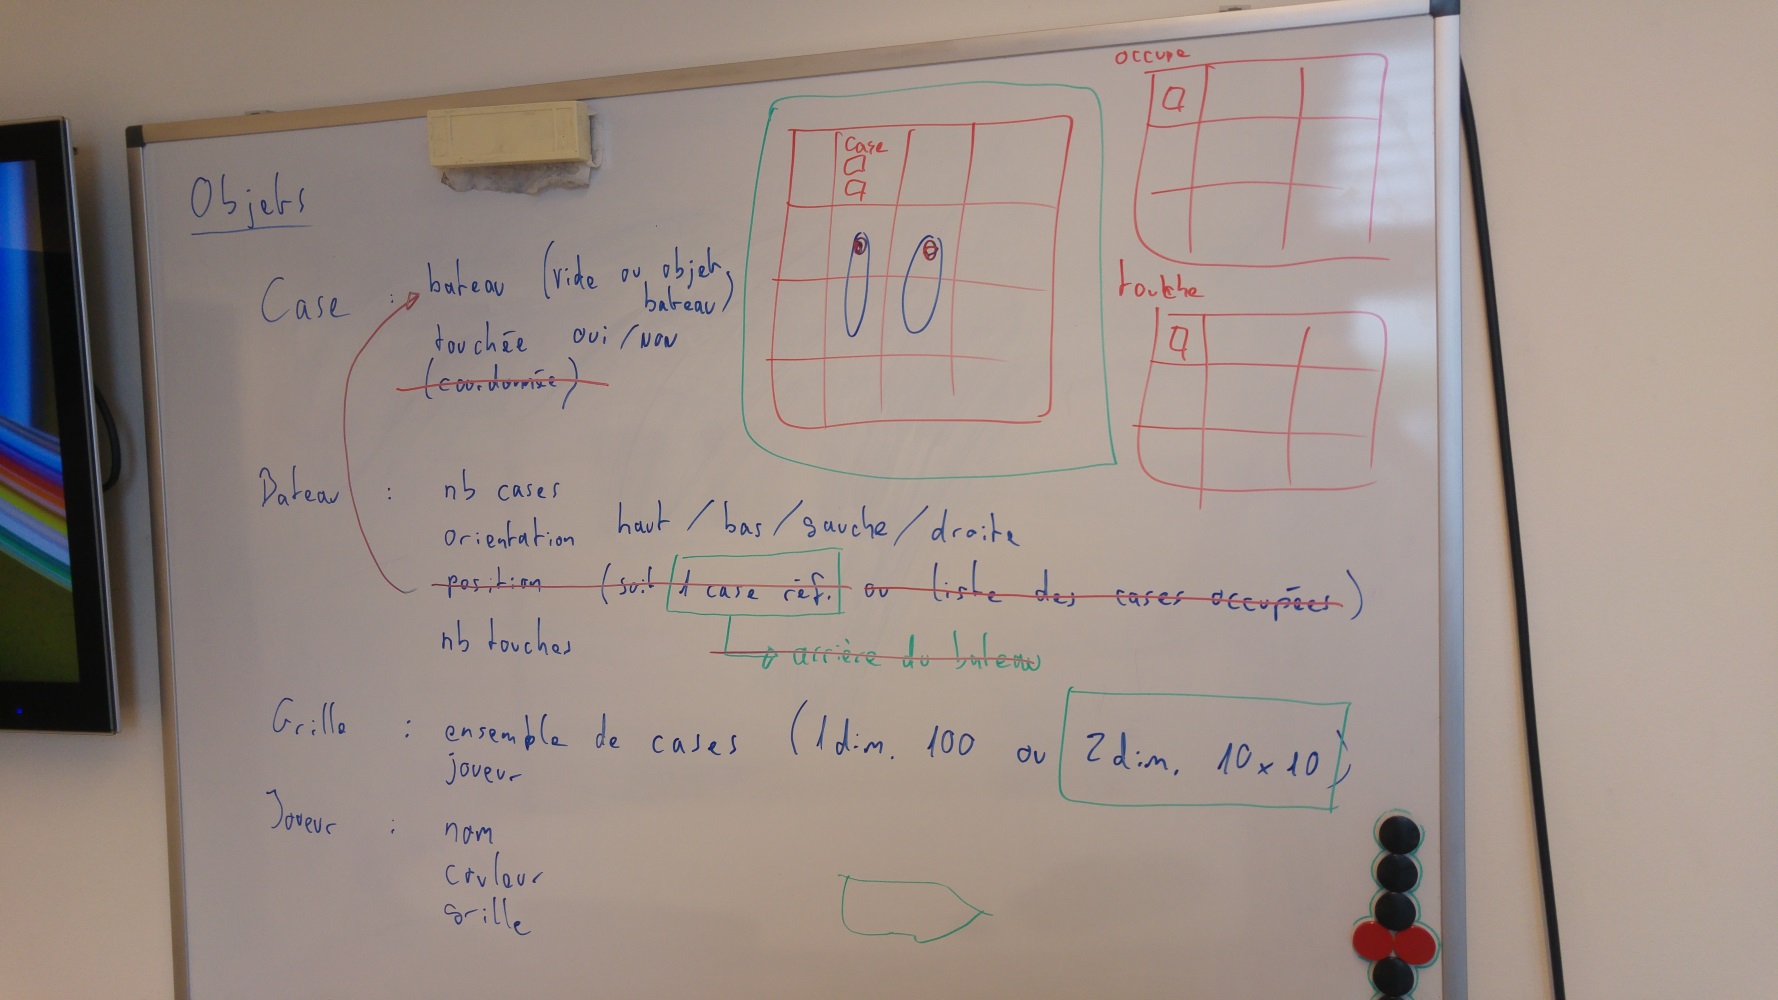 Objets
Case : bateau (vide ou objet bateau)
touchée oui/non
(coordonnée)
Bateau : nb cases
orientation haut / bas / gauche / droite
position (soit 1 case réf. ou liste des cases occupées)
arrière du bateau
nb touches
Grille : ensemble de cases (1 dim. 100 ou 2 dim. 10 x 10)
joueur
Joueur : nom
couleur
grille
Case
occupe
touche